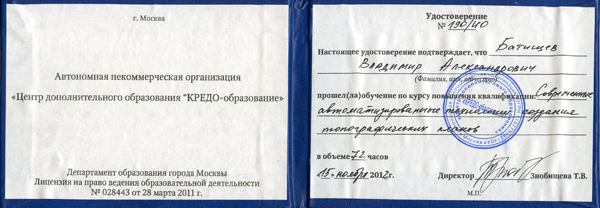 г. Москва
Автономная некоммерческая организация
«Центр дополнительного образования "КРЕДО-образование»
Департамент образования города Москвы
Лицензия на право ведения образовательной деятельности
№ 028443 от 28 марта 2011 г.
Удостоверение
№ 190/40
Настоящее удостоверение подтверждает, что Батищев
Владимир Александрович
(Фамилия, имя, отчество)
прошел(ла)обучение по курсу повышения квалификации Современные
автоматизированные технологии создания
топографических планов
в объеме 72 часов
15 ноября 2012г.
Директор
Знобищева Т.В.
М.П.